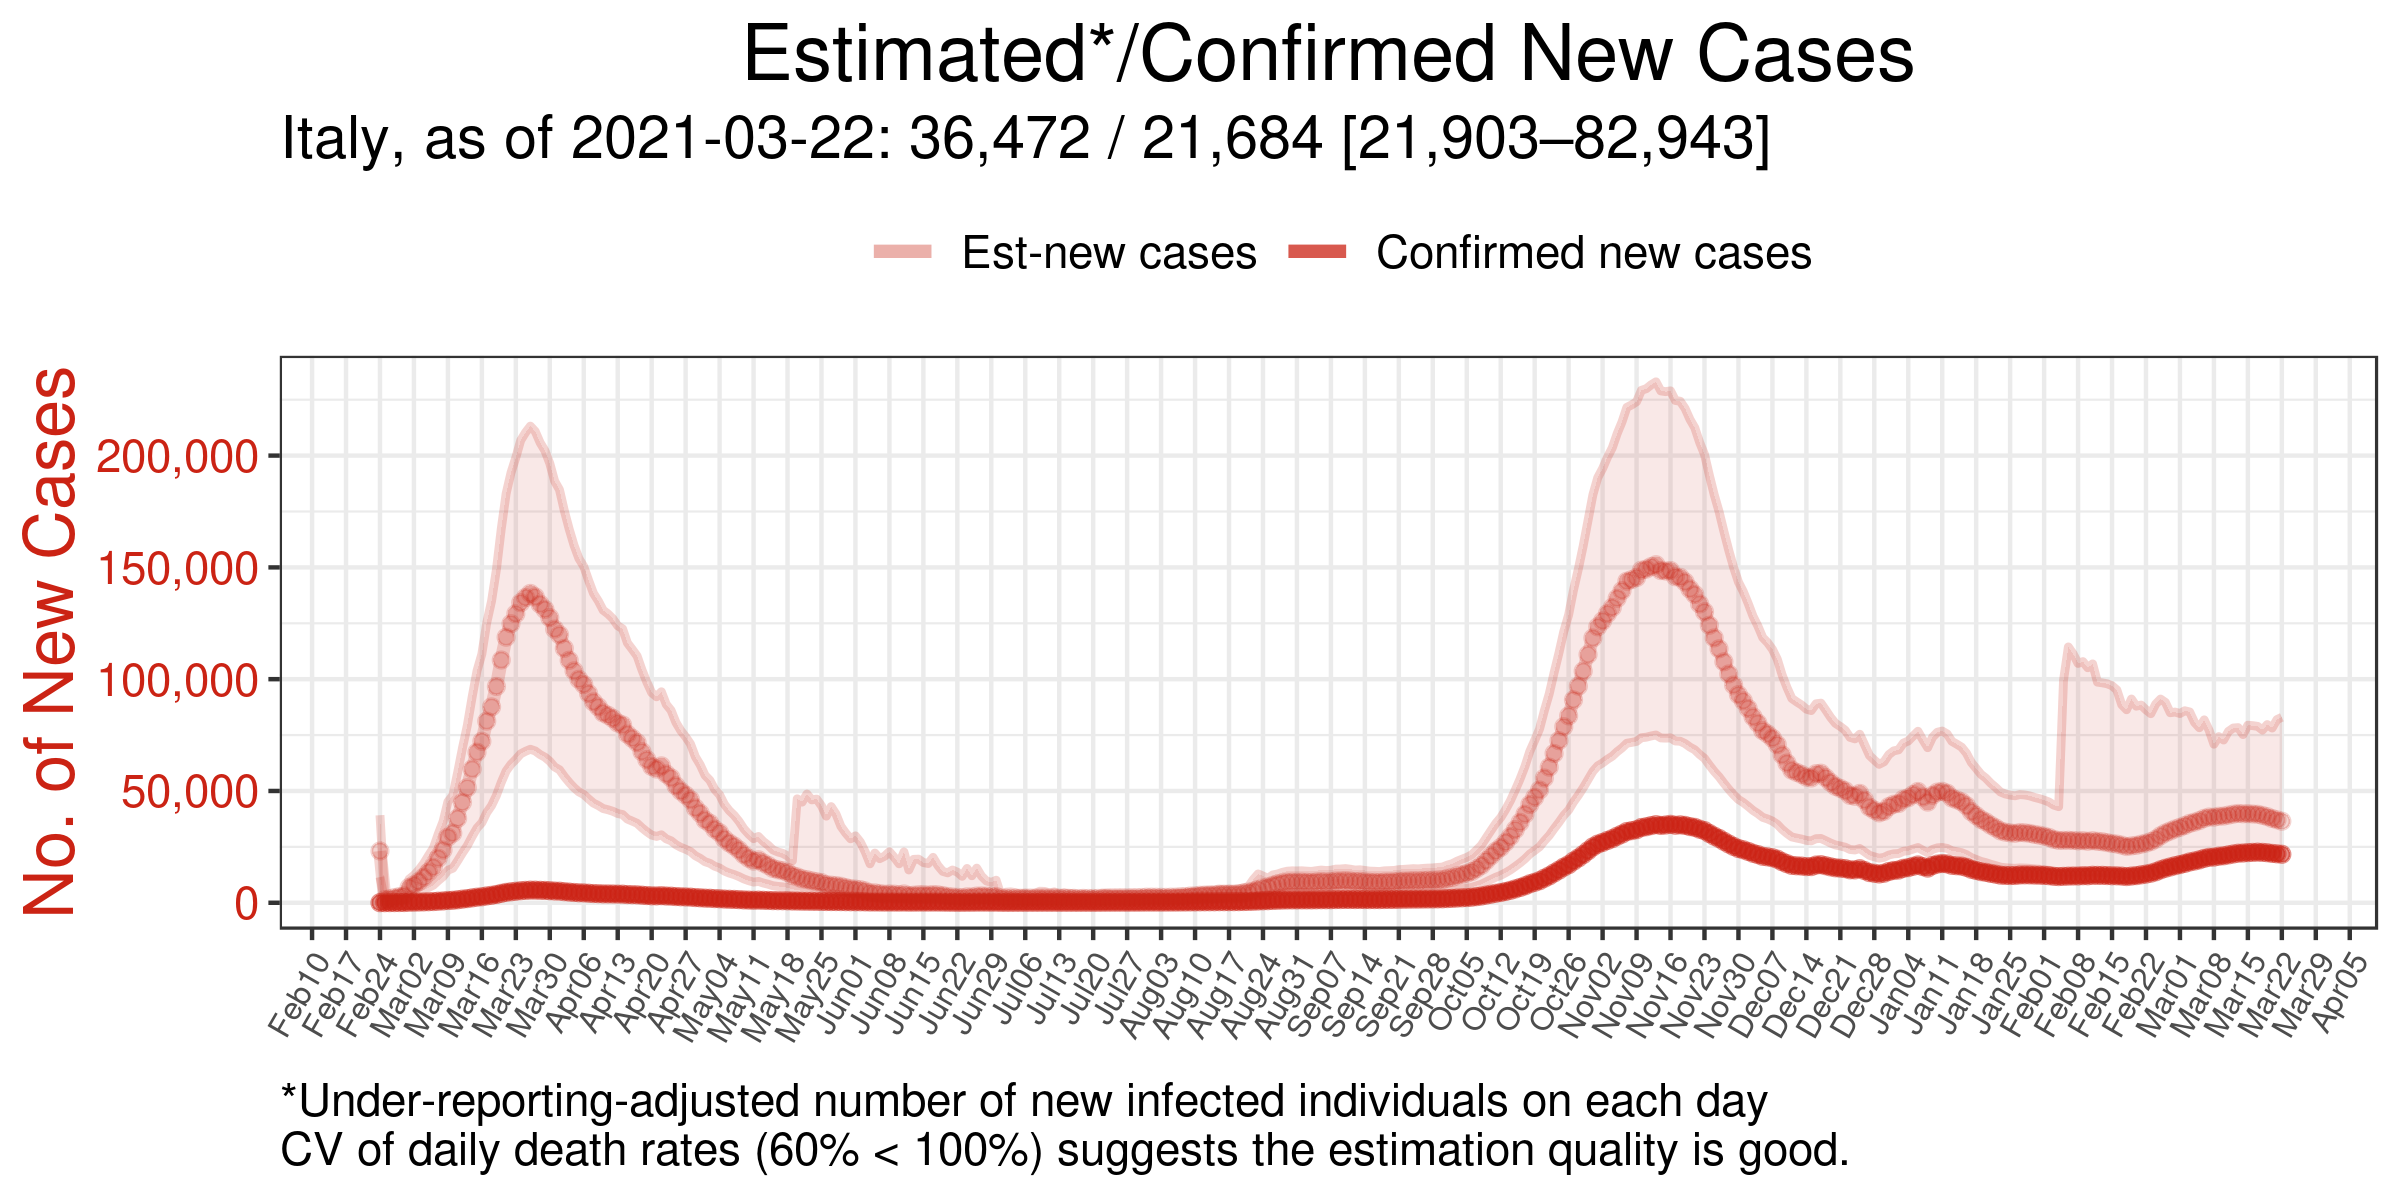 Estimated*/Confirmed New Cases
Italy, as of 2021-03-22: 36,472 / 21,684 [21,903–82,943]
Est-new cases
Confirmed new cases
No. of New Cases
200,000
150,000
100,000
50,000
0
Feb10
Feb17
Feb24
Mar02
Mar09
Mar16
Mar23
Mar30
Apr06
Apr13
Apr20
Apr27
May04
May11
May18
May25
Jun01
Jun08
Jun15
Jun22
Jun29
Jul06
Jul13
Jul20
Jul27
Aug03
Aug10
Aug17
Aug24
Aug31
Sep07
Sep14
Sep21
Sep28
Oct05
Oct12
Oct19
Oct26
Nov02
Nov09
Nov16
Nov23
Nov30
Dec07
Dec14
Dec21
Dec28
Jan04
Jan11
Jan18
Jan25
Feb01
Feb08
Feb15
Feb22
Mar01
Mar08
Mar15
Mar22
Mar29
Apr05
*Under-reporting-adjusted number of new infected individuals on each day
CV of daily death rates (60% < 100%) suggests the estimation quality is good.